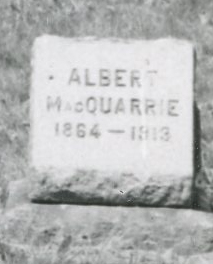 ALBERT
MacQUARRIE
1864 — 1913